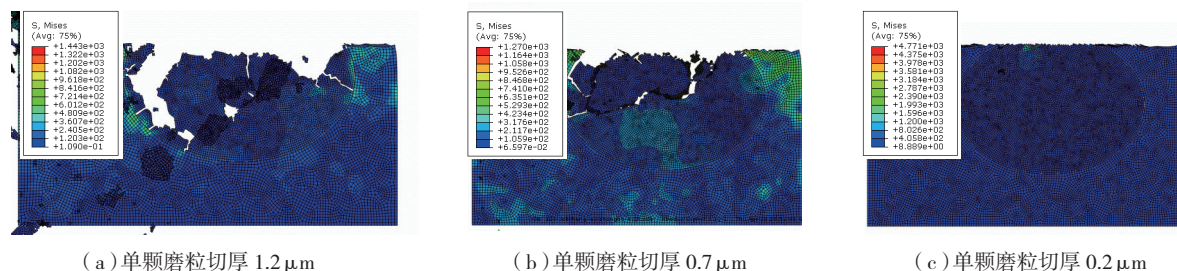 S, Mises
(Avg: 75%)
+1.443e+03
+1.322e+03
+1.202e+03
+1.082e+03
+9.618e+02
+8.416e+02
+7.214e+02
+6.012e+02
+4.809e+02
+3.607e+02
+2.405e+02
+1.203e+02
+1.090e-01
S, Mises
(Avg: 75%)
+1.270e+03
+1.164e+03
+1.058e+03
+9.526e+02
+8.468e+02
+7.410e+02
+6.351e+02
+5.293e+02
+4.234e+02
+3.176e+02
+2.117e+02
+1.059e+02
+6.597e-02
S, Mises
(Avg: 75%)
+4.771e+03
+4.375e+03
+3.978e+03
+3.581e+03
+3.184e+03
+2.787e+03
+2.390e+03
+1.993e+03
+1.596e+03
+1.200e+03
+8.026e+02
+4.058e+02
+8.889e+00
（a）单颗磨粒切厚 1.2 μm
（b）单颗磨粒切厚 0.7 μm
（c）单颗磨粒切厚 0.2 μm